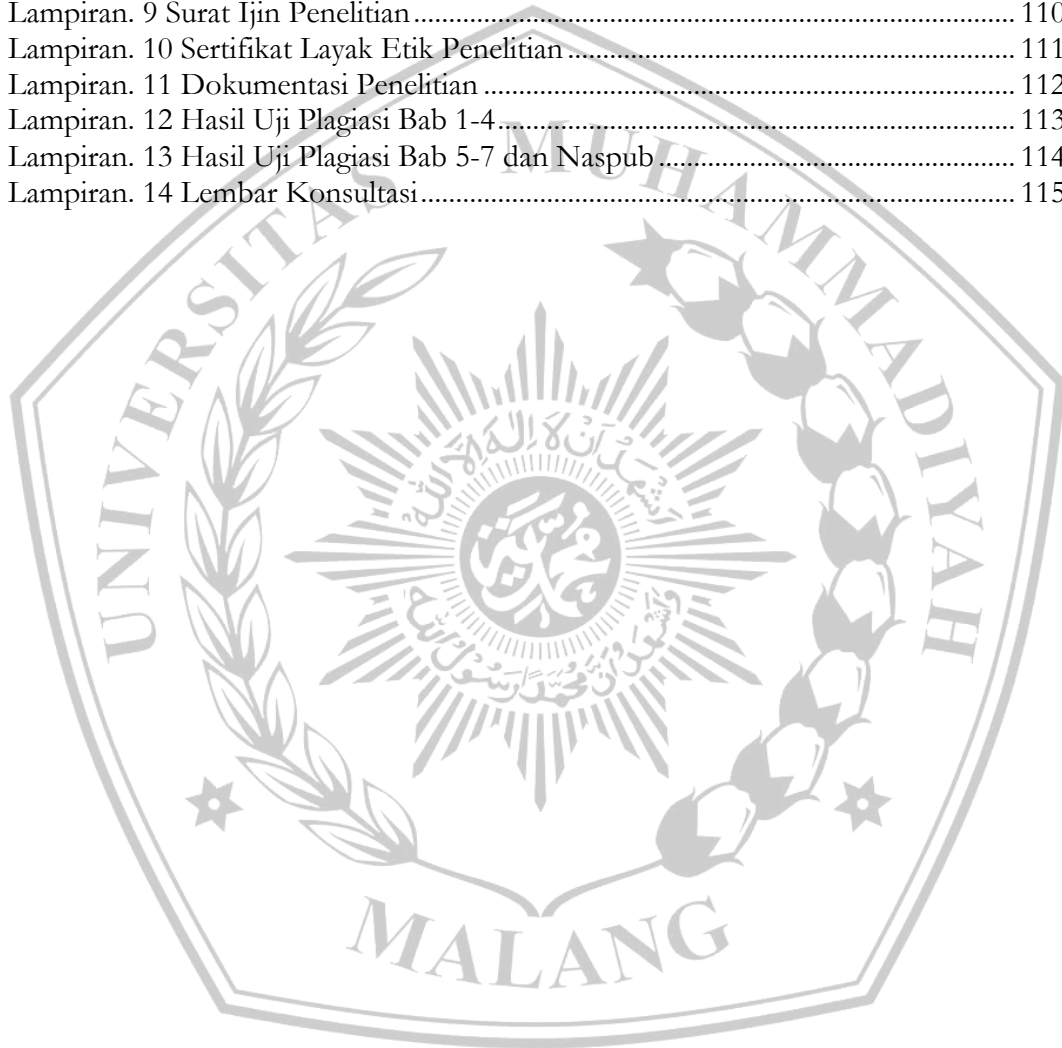 Lampiran. 9 Surat Ijin Penelitian ........................................................................................ 110
Lampiran. 10 Sertifikat Layak Etik Penelitian ................................................................ 111
Lampiran. 11 Dokumentasi Penelitian ............................................................................. 112
Lampiran. 12 Hasil Uji Plagiasi Bab 1-4 .......................................................................... 113
Lampiran. 13 Hasil Uji Plagiasi Bab 5-7 dan Naspub .................................................... 114
Lampiran. 14 Lembar Konsultasi ...................................................................................... 115
UNIVERSITAS MUHAMMADIYAH
MALANG